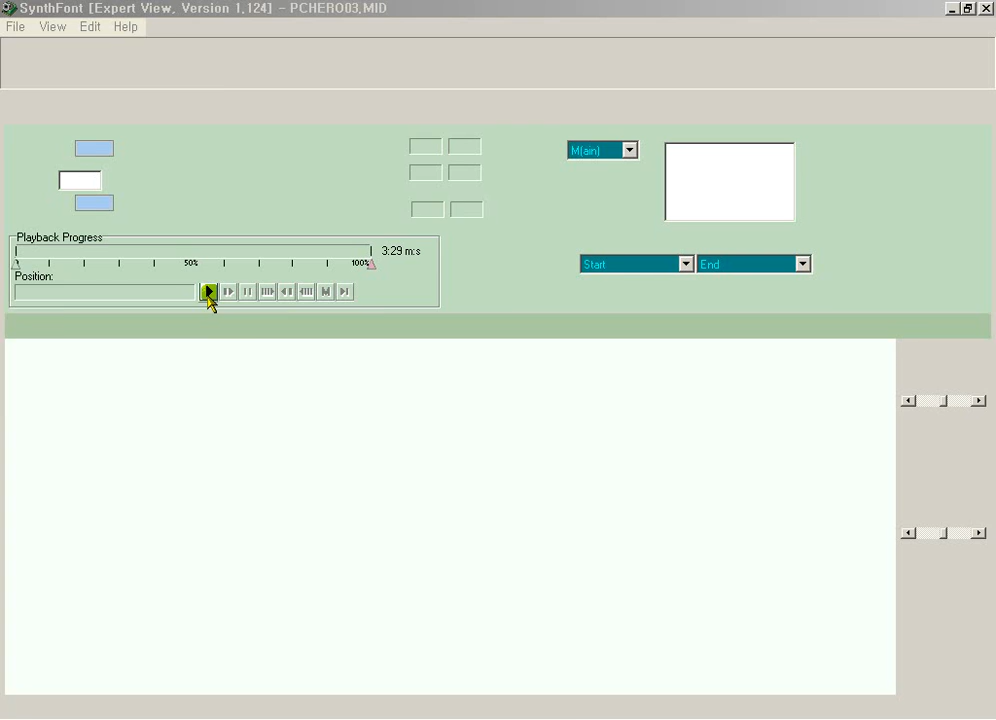 SynthFont [Expert View, Version 1.124] - PCHERO03.MID
File View Edit Help
M(ain)
Playback Progress
3:29 m:s
50% 100%
Start End
Position:
M